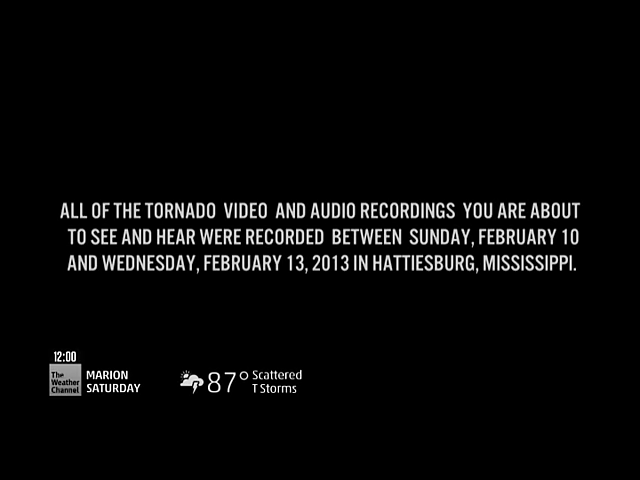 ALL OF THE TORNADO VIDEO AND AUDIO RECORDINGS YOU ARE ABOUT
TO SEE AND HEAR WERE RECORDED BETWEEN SUNDAY, FEBRUARY 10
AND WEDNESDAY, FEBRUARY 13, 2013 IN HATTIESBURG, MISSISSIPPI.
12:00
The
Weather
Channel
MARION
SATURDAY
87°
Scattered
T Storms